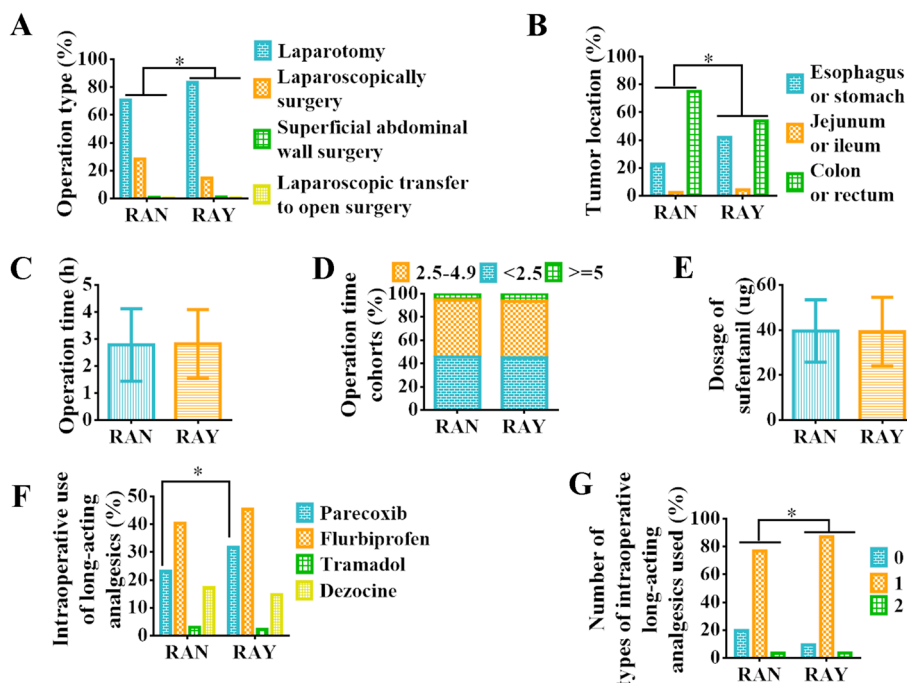 A
Operation type (%)
100
80
60
40
20
0
*
RAN
RAY
Laparotomy
Laparoscopically
surgery
Superficial abdominal
wall surgery
Laparoscopic transfer
to open surgery
B
Tumor location (%)
100
80
60
40
20
0
*
RAN
RAY
Esophagus
or stomach
Jejunum
or ileum
Colon
or rectum
C
Operation time (h)
5
4
3
2
1
0
RAN
RAY
D
2.5-4.9
<2.5
>=5
Operation time
cohorts (%)
100
80
60
40
20
0
RAN
RAY
E
Dosage of
sufentanil (ug)
60
40
20
0
RAN
RAY
F
Intraoperative use
of long-acting
analgesics (%)
50
40
30
20
10
0
*
RAN
RAY
Parecoxib
Flurbiprofen
Tramadol
Dezocine
G
Number of
types of intraoperative
long-acting
analgesics used (%)
100
80
60
40
20
0
*
RAN
RAY
0
1
2